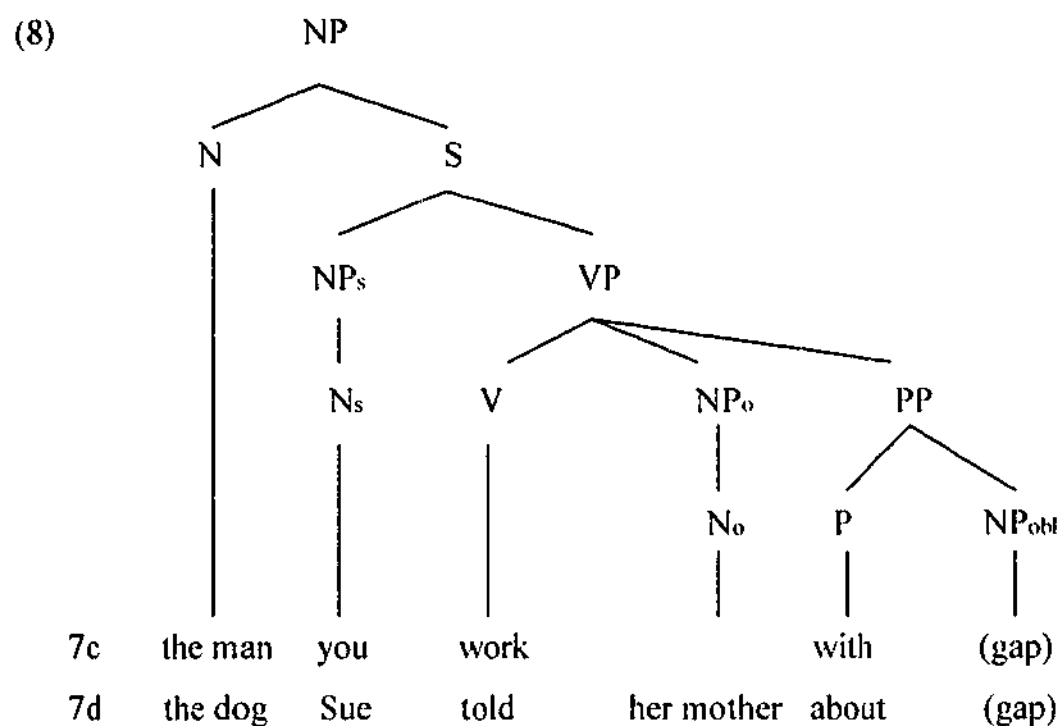 (8) NP
N S
NPs VP
Ns V NPo PP
No P NPobl
7c the man you work with (gap)
7d the dog Sue told her mother about (gap)